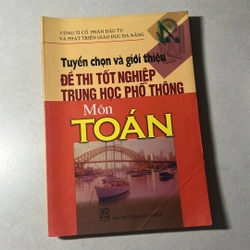 CÔNG TI CỔ PHẦN ĐẦU TƯ
VÀ PHÁT TRIỂN GIÁO DỤC ĐÀ NẴNG
Tuyển chọn và giới thiệu
ĐỀ THI TỐT NGHIỆP
TRUNG HỌC PHỔ THÔNG
Môn
TOÁN